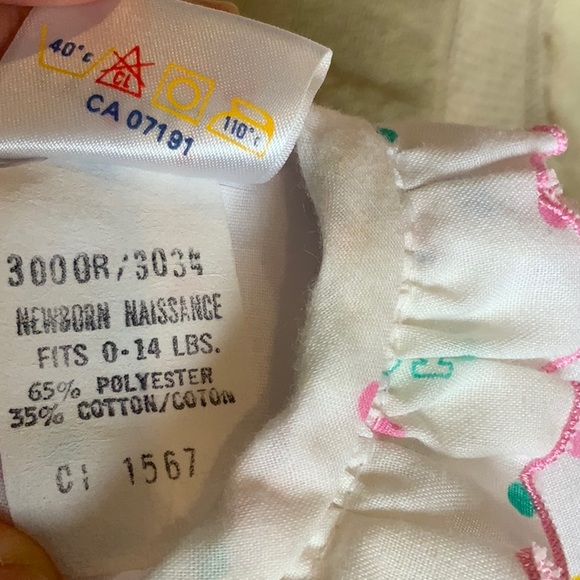 40°c
CL
110°c
CA 07191
3000R/3034
NEWBORN NAISSANCE
FITS 0-14 LBS.
65% POLYESTER
35% COTTON/COTON
CI 1567